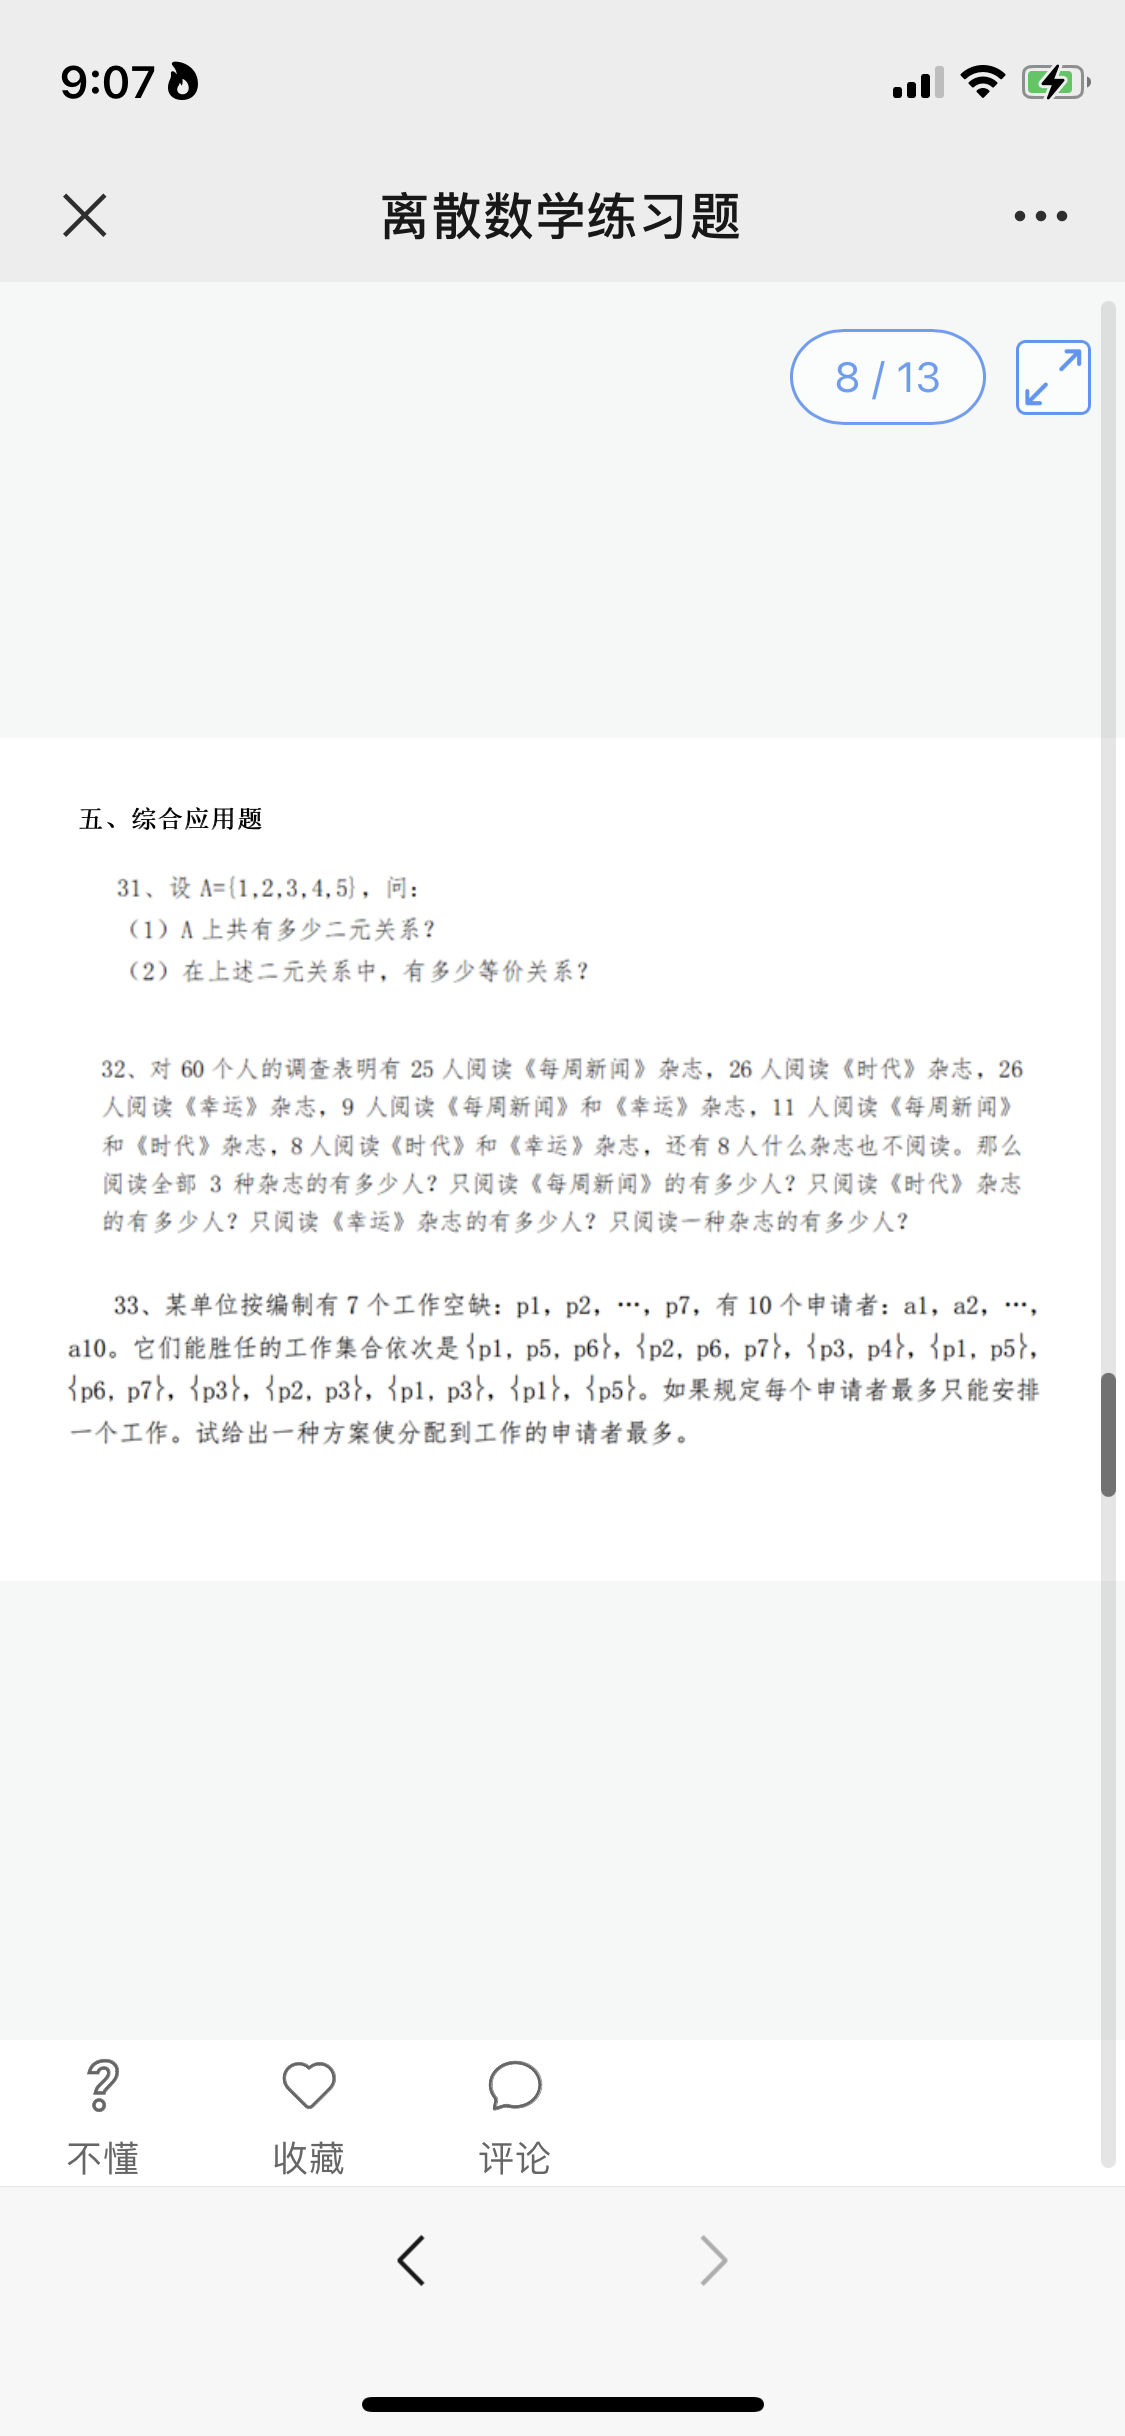 9:07
离散数学练习题
8 / 13
五、综合应用题
31、设 A={1,2,3,4,5}，问：
（1）A 上共有多少二元关系？
（2）在上述二元关系中，有多少等价关系？
32、对 60 个人的调查表明有 25 人阅读《每周新闻》杂志，26 人阅读《时代》杂志，26
人阅读《幸运》杂志，9 人阅读《每周新闻》和《幸运》杂志，11 人阅读《每周新闻》
和《时代》杂志，8 人阅读《时代》和《幸运》杂志，还有 8 人什么杂志也不阅读。那么
阅读全部 3 种杂志的有多少人？只阅读《每周新闻》的有多少人？只阅读《时代》杂志
的有多少人？只阅读《幸运》杂志的有多少人？只阅读一种杂志的有多少人？
33、某单位按编制有 7 个工作空缺：p1，p2，…，p7，有 10 个申请者：a1，a2，…，
a10。它们能胜任的工作集合依次是{p1，p5，p6}，{p2，p6，p7}，{p3，p4}，{p1，p5}，
{p6，p7}，{p3}，{p2，p3}，{p1，p3}，{p1}，{p5}。如果规定每个申请者最多只能安排
一个工作。试给出一种方案使分配到工作的申请者最多。
不懂 收藏 评论